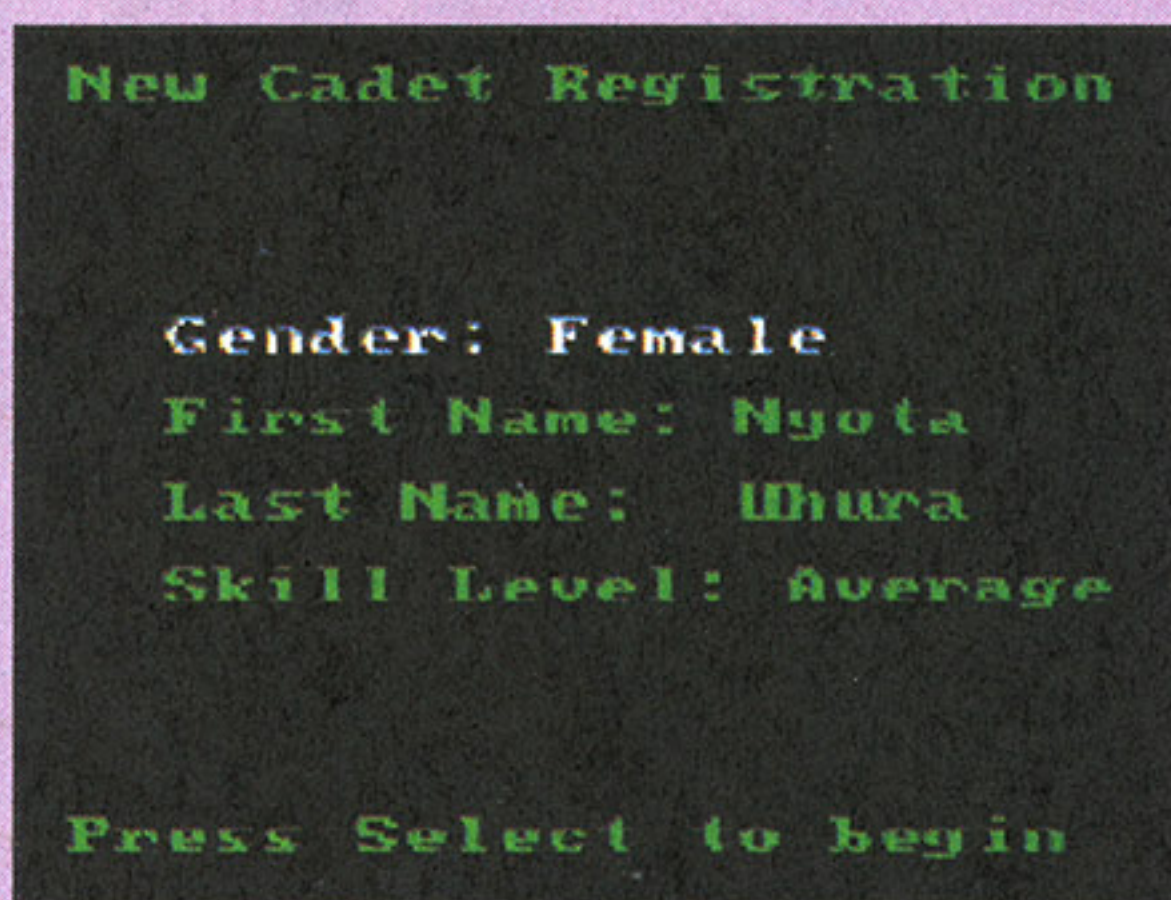 New Cadet Registration
Gender: Female
First Name: Nyota
Last Name: Uhura
Skill Level: Average
Press Select to begin